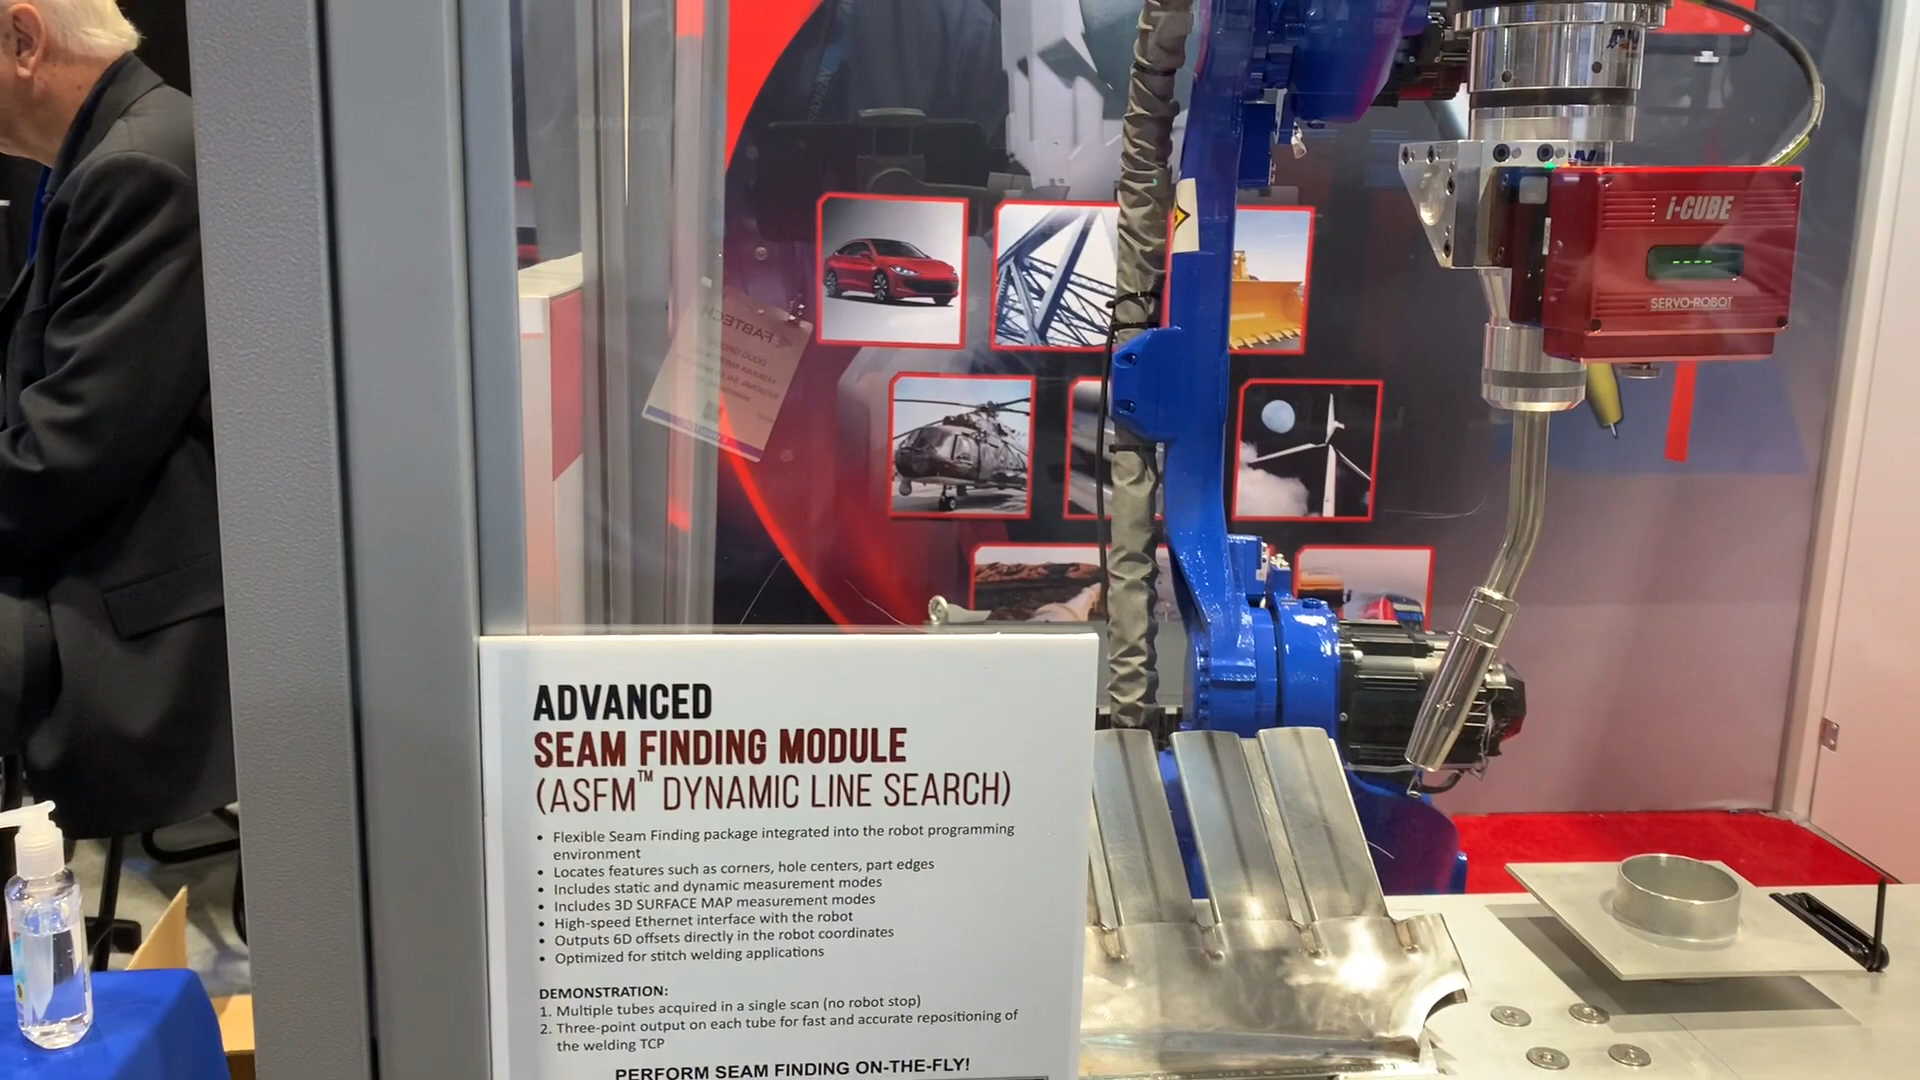 i-CUBE
SERVO-ROBOT
FABTECH
ADVANCED
SEAM FINDING MODULE
(ASFM™ DYNAMIC LINE SEARCH)
• Flexible Seam Finding package integrated into the robot programming
environment
• Locates features such as corners, hole centers, part edges
• Includes static and dynamic measurement modes
• Includes 3D SURFACE MAP measurement modes
• High-speed Ethernet interface with the robot
• Outputs 6D offsets directly in the robot coordinates
• Optimized for stitch welding applications
DEMONSTRATION:
1. Multiple tubes acquired in a single scan (no robot stop)
2. Three-point output on each tube for fast and accurate repositioning of
the welding TCP
PERFORM SEAM FINDING ON-THE-FLY!